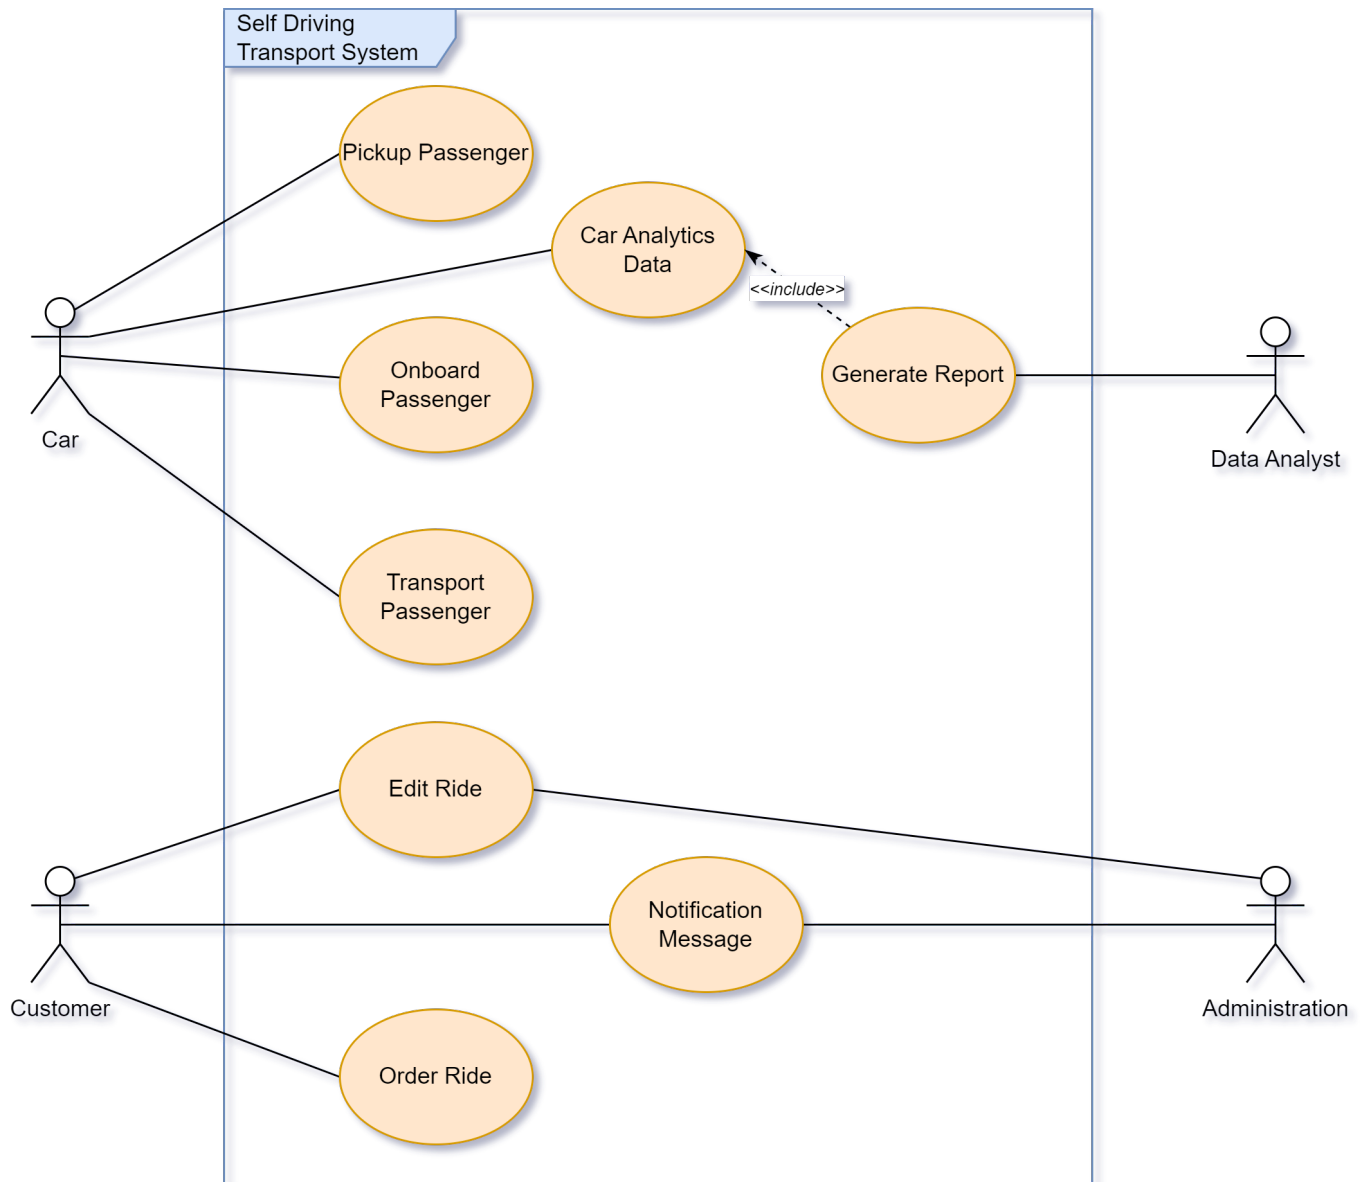 Self Driving
Transport System
Pickup Passenger
Car Analytics
Data
<<include>>
Onboard
Passenger
Generate Report
Car
Data Analyst
Transport
Passenger
Edit Ride
Notification
Message
Customer
Administration
Order Ride